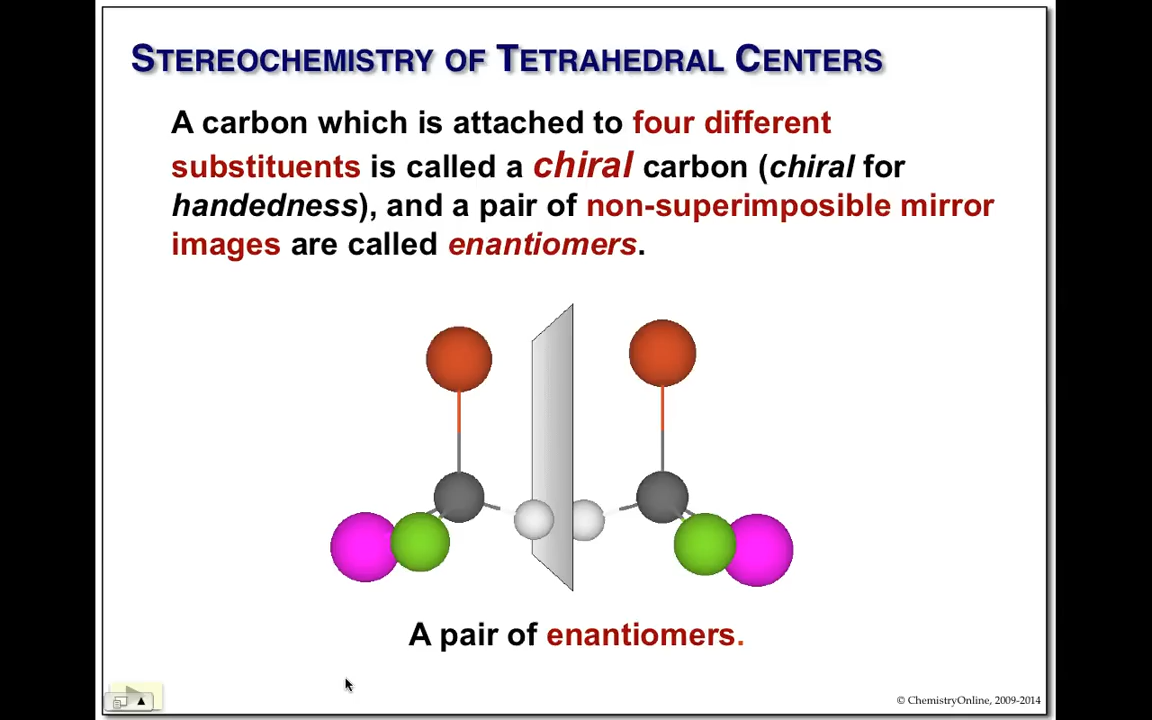 STEREOCHEMISTRY OF TETRAHEDRAL CENTERS
A carbon which is attached to four different
substituents is called a chiral carbon (chiral for
handedness), and a pair of non-superimposible mirror
images are called enantiomers.
A pair of enantiomers.
© ChemistryOnline, 2009-2014